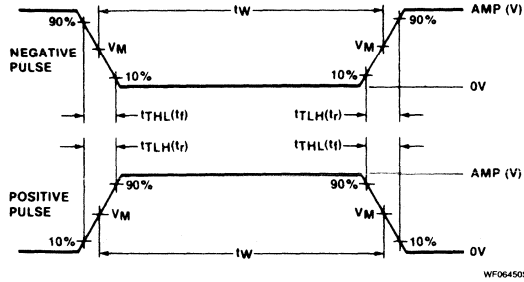 90%
tW
90%
AMP (V)
NEGATIVE
PULSE
VM
VM
10%
10%
0V
tTHL(tf)
tTLH(tr)
tTLH(tr)
tTHL(tf)
AMP (V)
POSITIVE
PULSE
90%
90%
VM
VM
10%
tW
10%
0V